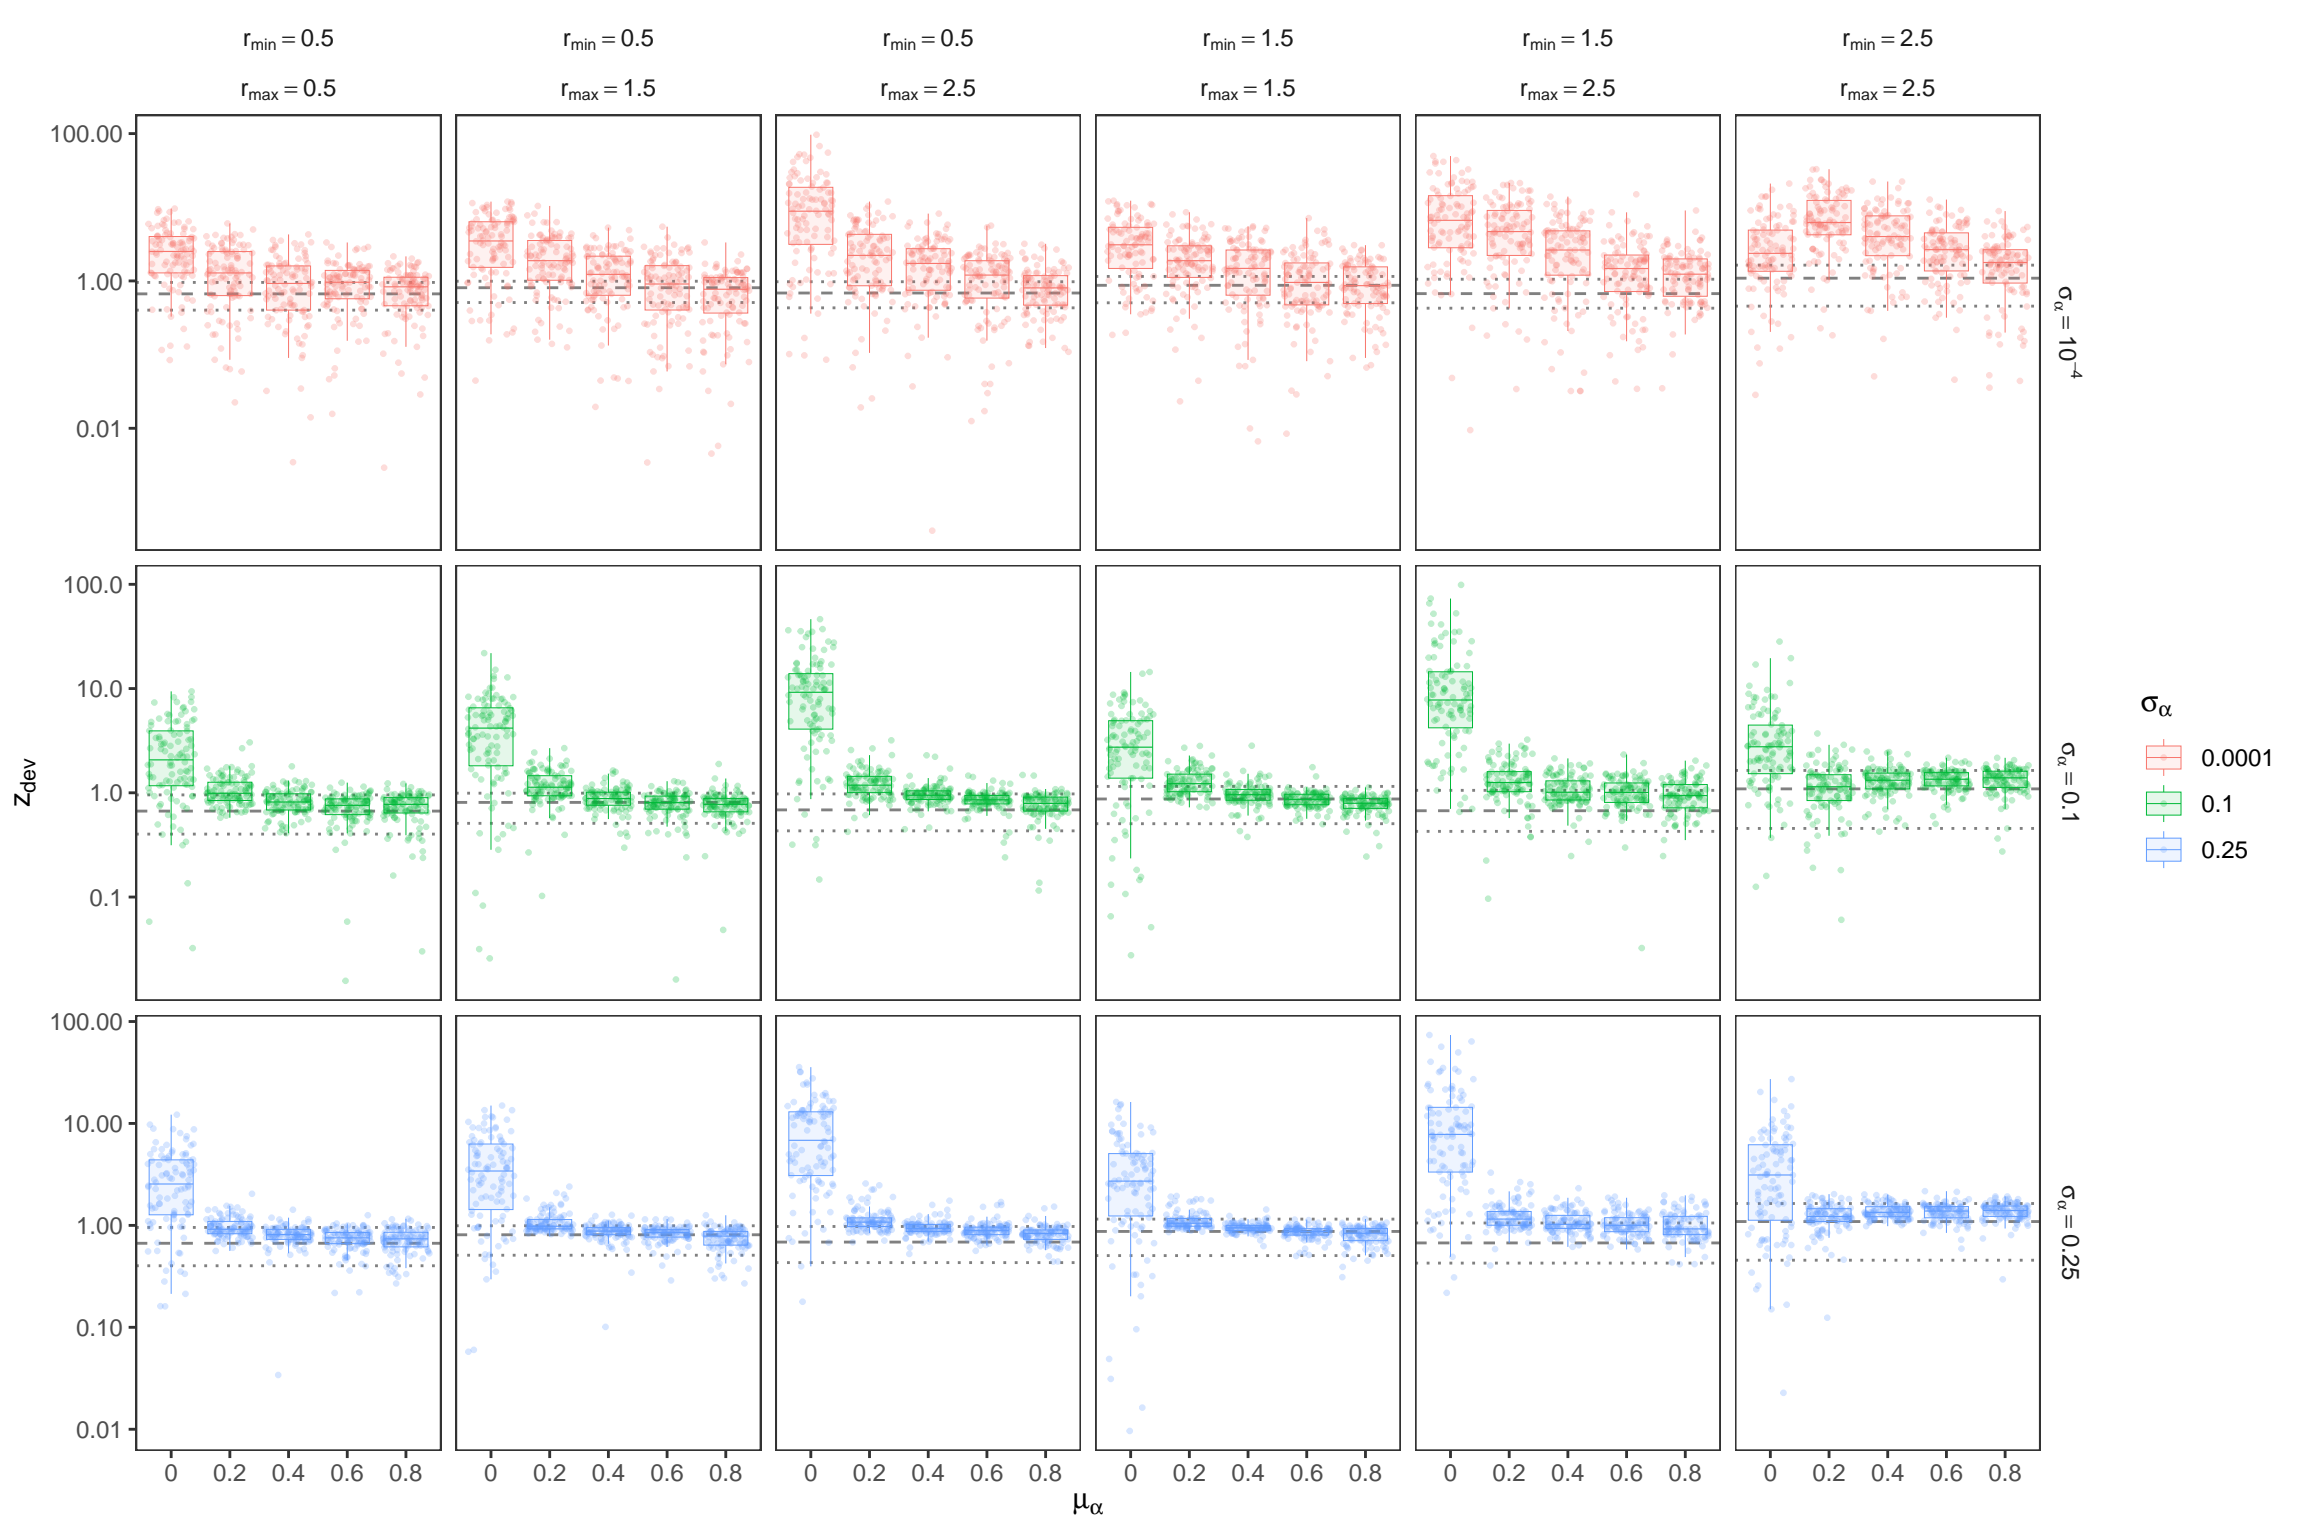 r_min = 0.5 r_min = 0.5 r_min = 0.5 r_min = 1.5 r_min = 1.5 r_min = 2.5
r_max = 0.5 r_max = 1.5 r_max = 2.5 r_max = 1.5 r_max = 2.5 r_max = 2.5
100.00
1.00
0.01
σ_α = 10^−4
100.0
10.0
1.0
0.1
σ_α = 0.1
z_dev
σ_α
0.0001
0.1
0.25
100.00
10.00
1.00
0.10
0.01
σ_α = 0.25
0 0.2 0.4 0.6 0.8 0 0.2 0.4 0.6 0.8 0 0.2 0.4 0.6 0.8 0 0.2 0.4 0.6 0.8 0 0.2 0.4 0.6 0.8 0 0.2 0.4 0.6 0.8
μ_α